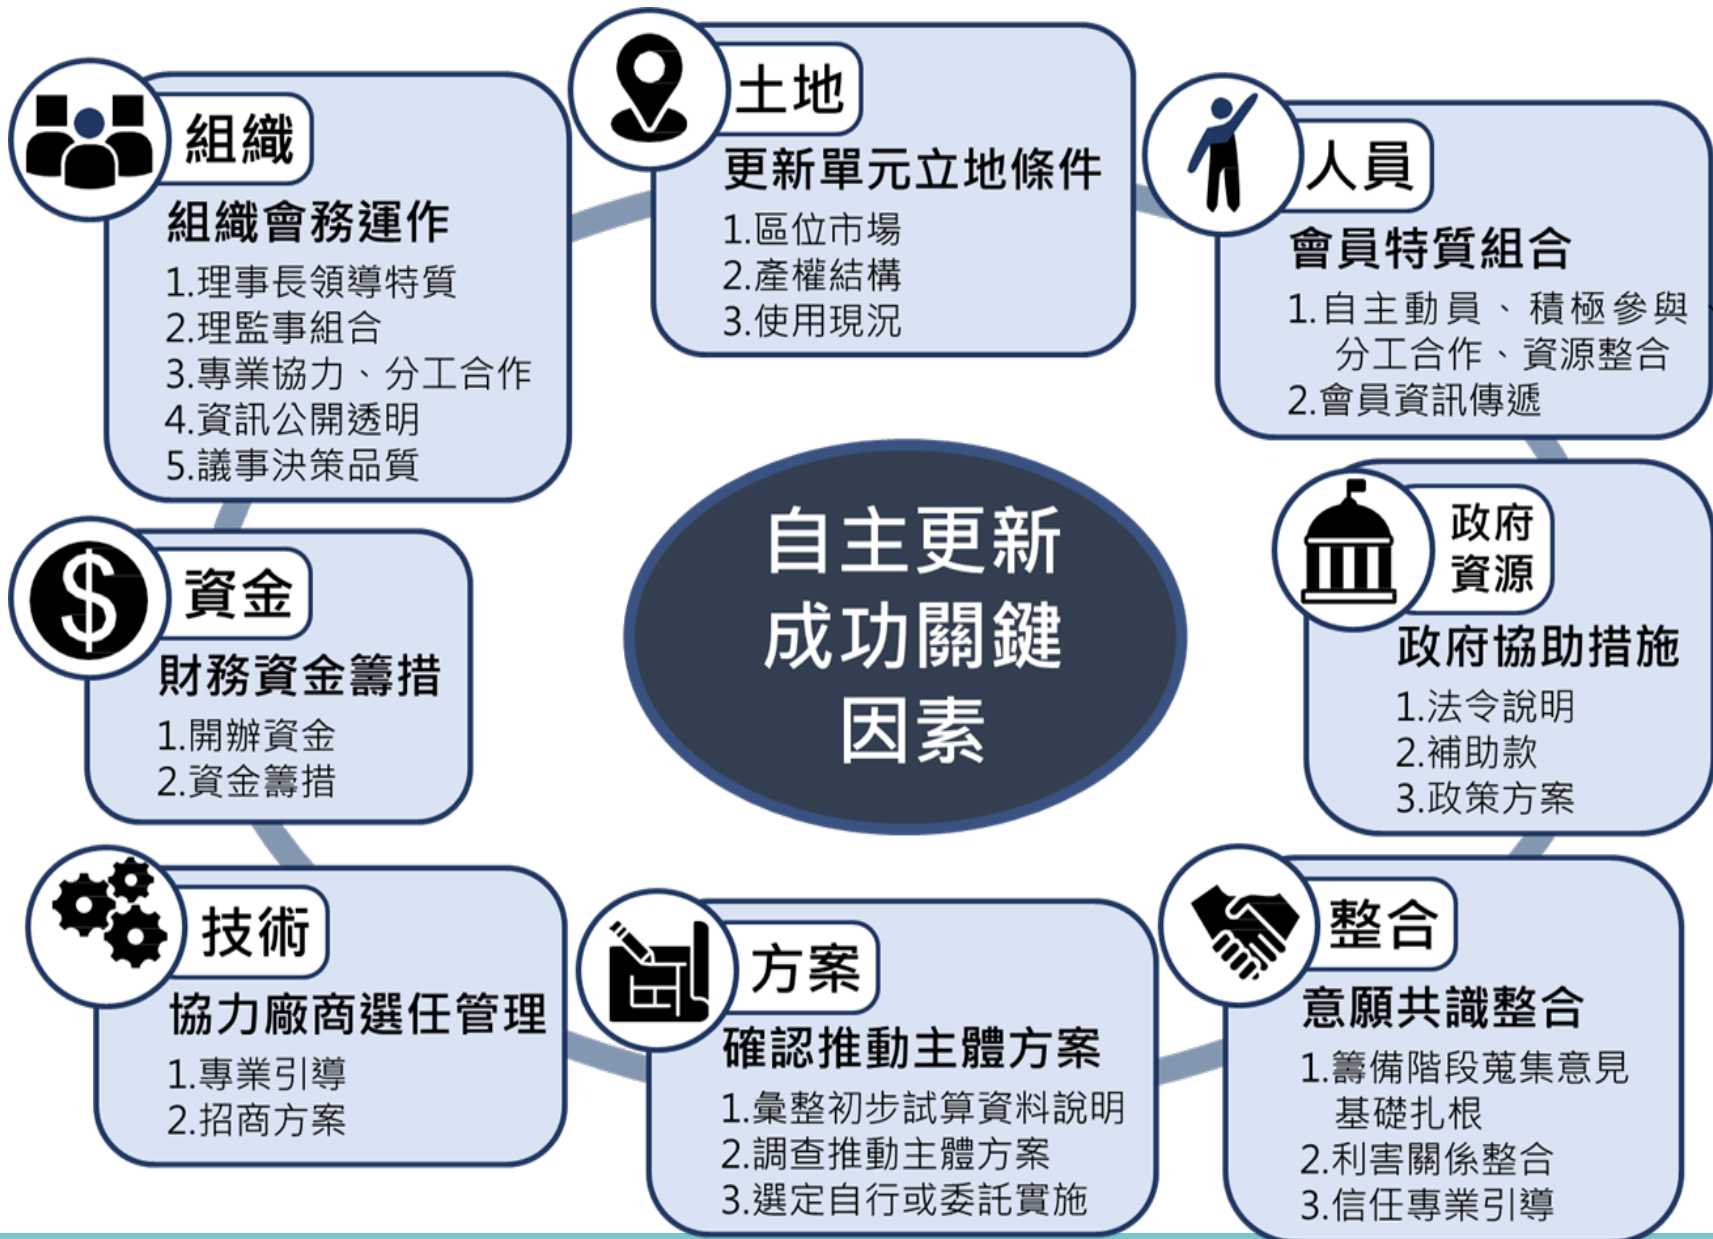 組織
組織會務運作
1.理事長領導特質
2.理監事組合
3.專業協力、分工合作
4.資訊公開透明
5.議事決策品質
土地
更新單元立地條件
1.區位市場
2.產權結構
3.使用現況
人員
會員特質組合
1.自主動員、積極參與、
分工合作、資源整合
2.會員資訊傳遞
自主更新
成功關鍵
因素
政府
資源
政府協助措施
1.法令說明
2.補助款
3.政策方案
資金
財務資金籌措
1.開辦資金
2.資金籌措
技術
協力廠商選任管理
1.專業引導
2.招商方案
方案
確認推動主體方案
1.彙整初步試算資料說明
2.調查推動主體方案
3.選定自行或委託實施
整合
意願共識整合
1.籌備階段蒐集意見
基礎扎根
2.利害關係整合
3.信任專業引導